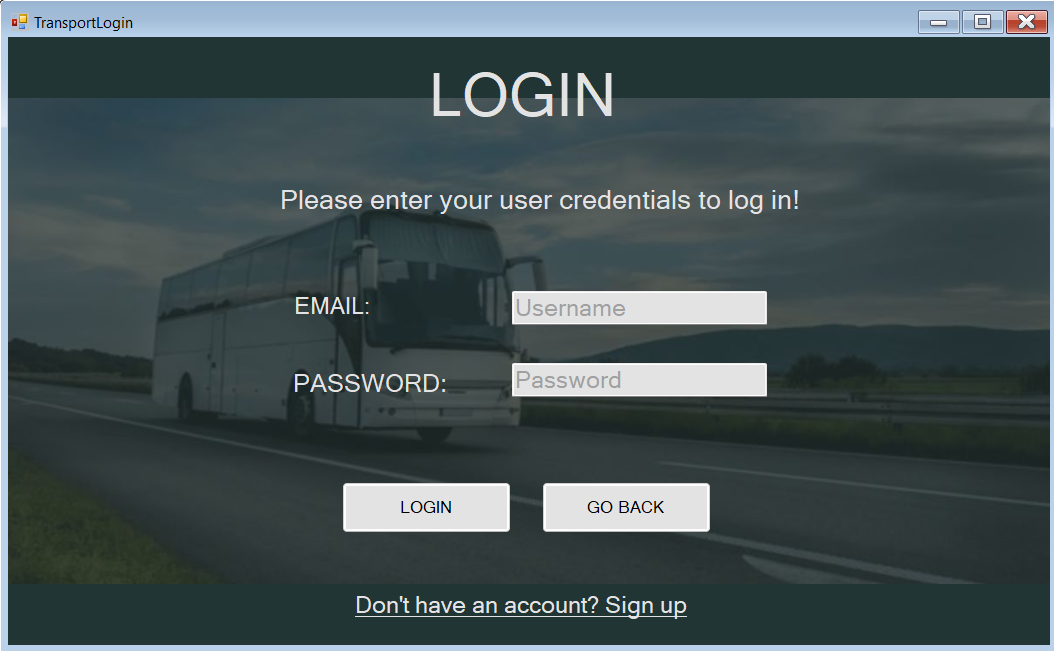 TransportLogin
LOGIN
Please enter your user credentials to log in!
EMAIL:
Username
PASSWORD:
Password
LOGIN
GO BACK
Don't have an account? Sign up